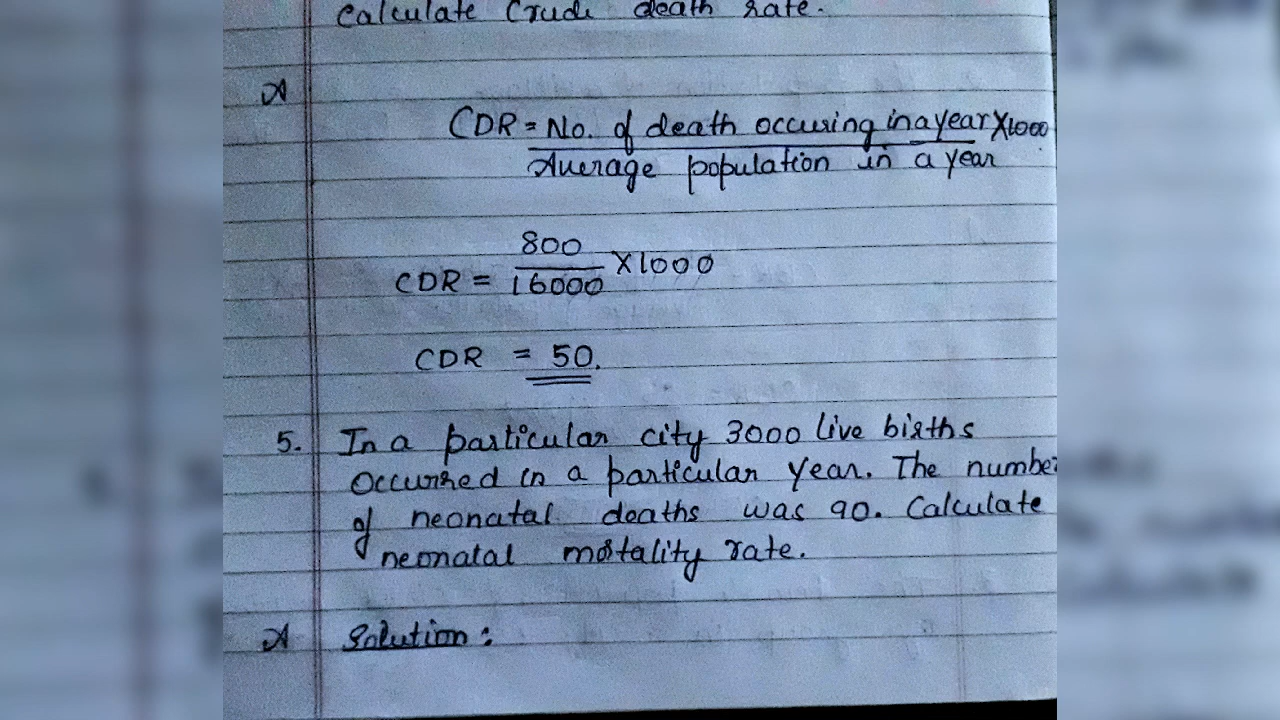 Calculate Crude death rate.
A
CDR = No. of death occuring in a year X1000
Average population in a year
800
CDR = ― X1000
16000
CDR = 50.
5. In a particular city 3000 live births
Occurred in a particular year. The number
of neonatal deaths was 90. Calculate
neonatal mortality rate.
A Solution :